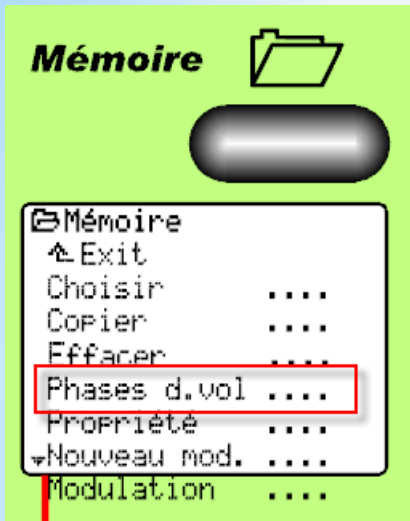 Mémoire
Mémoire
Exit
Choisir ....
Copier ....
Effacer ....
Phases d.vol ....
Propriété ....
Nouveau mod. ....
Modulation ....